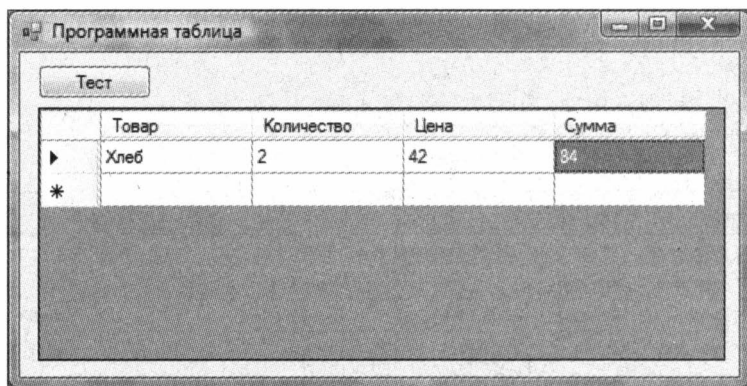 Программная таблица
Тест
Товар Количество Цена Сумма
Хлеб 2 42 84